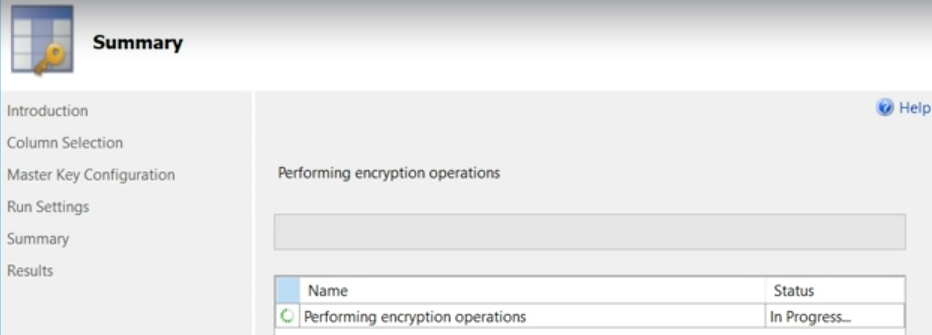 Summary
Introduction
Column Selection
Master Key Configuration
Run Settings
Summary
Results
Help
Performing encryption operations
Name Status
Performing encryption operations In Progress...